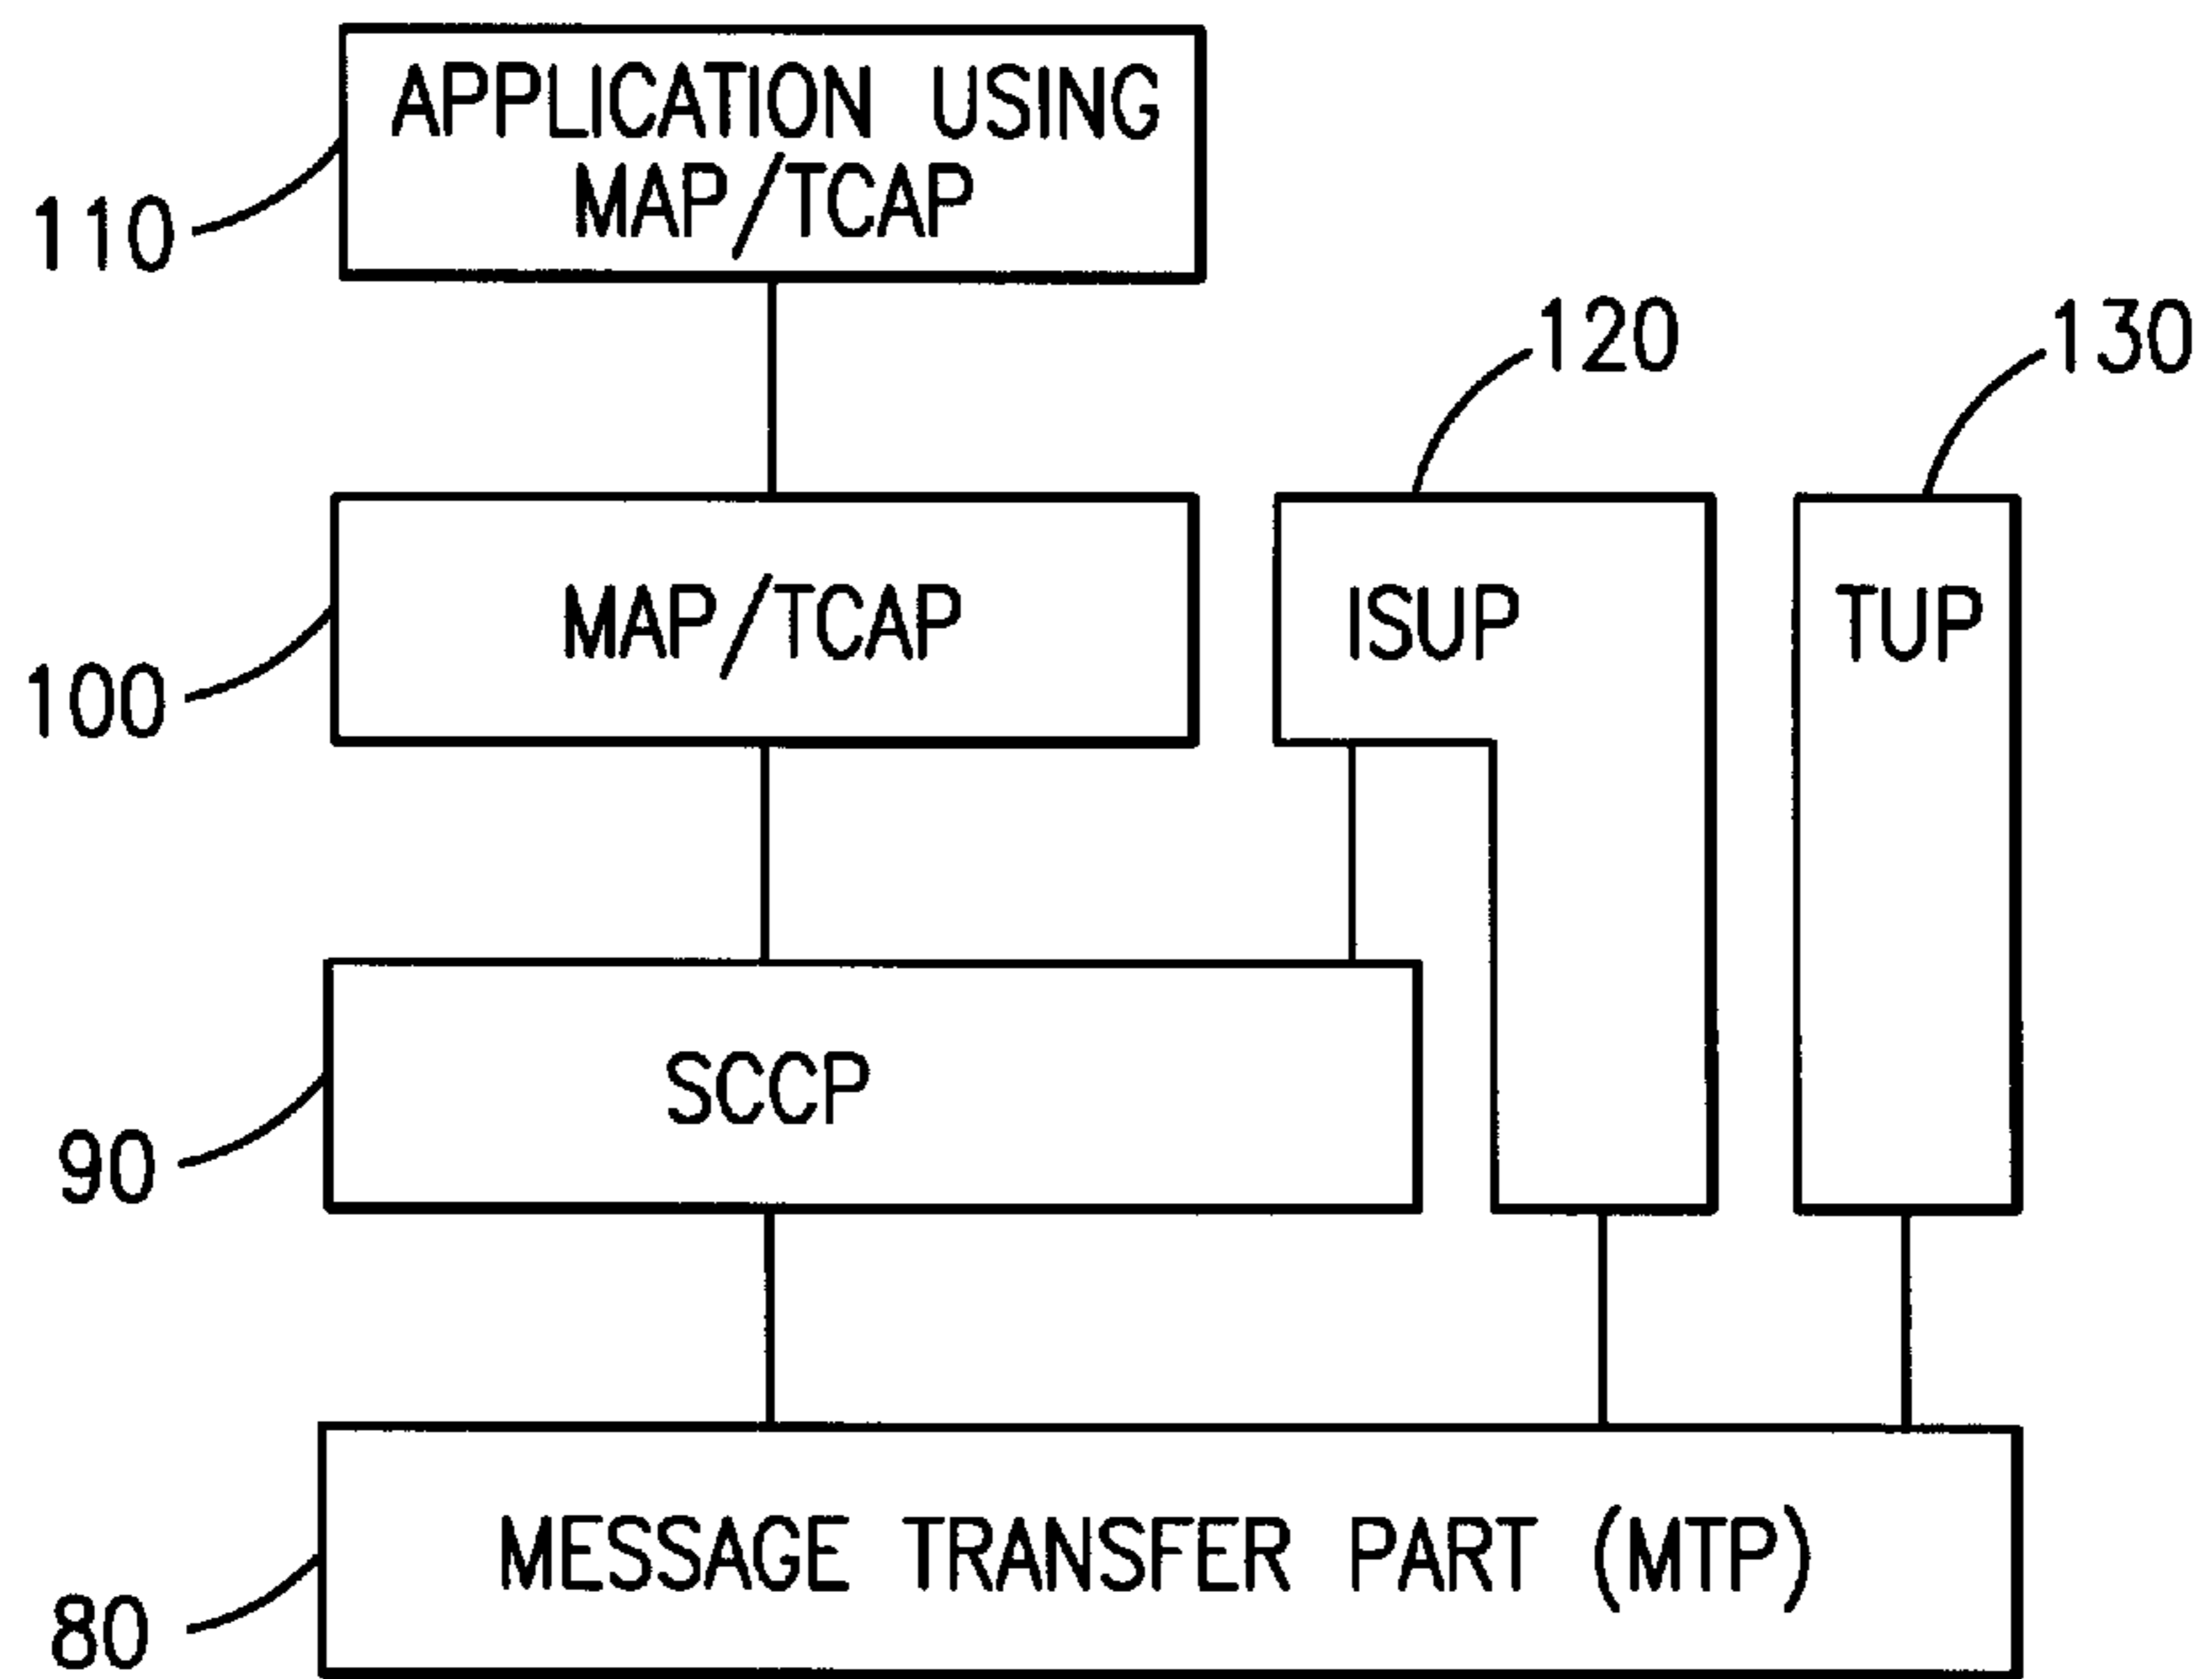 APPLICATION USING
MAP/TCAP
110
120
130
MAP/TCAP
ISUP
TUP
100
SCCP
90
MESSAGE TRANSFER PART (MTP)
80